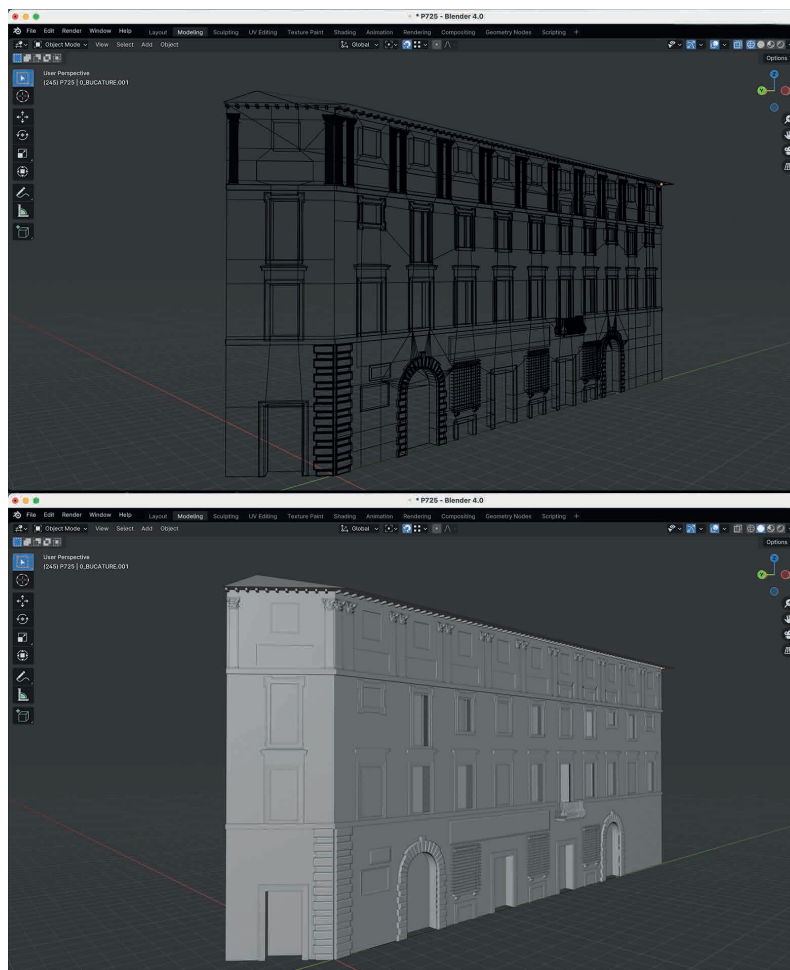 * P725 - Blender 4.0
File Edit Render Window Help Layout Modeling Sculpting UV Editing Texture Paint Shading Animation Rendering Compositing Geometry Nodes Scripting +
Object Mode View Select Add Object Global
Options
User Perspective
(245) P725 | 0_BUCATURE.001
Z
Y
* P725 - Blender 4.0
File Edit Render Window Help Layout Modeling Sculpting UV Editing Texture Paint Shading Animation Rendering Compositing Geometry Nodes Scripting +
Object Mode View Select Add Object Global
Options
User Perspective
(245) P725 | 0_BUCATURE.001
Z
Y